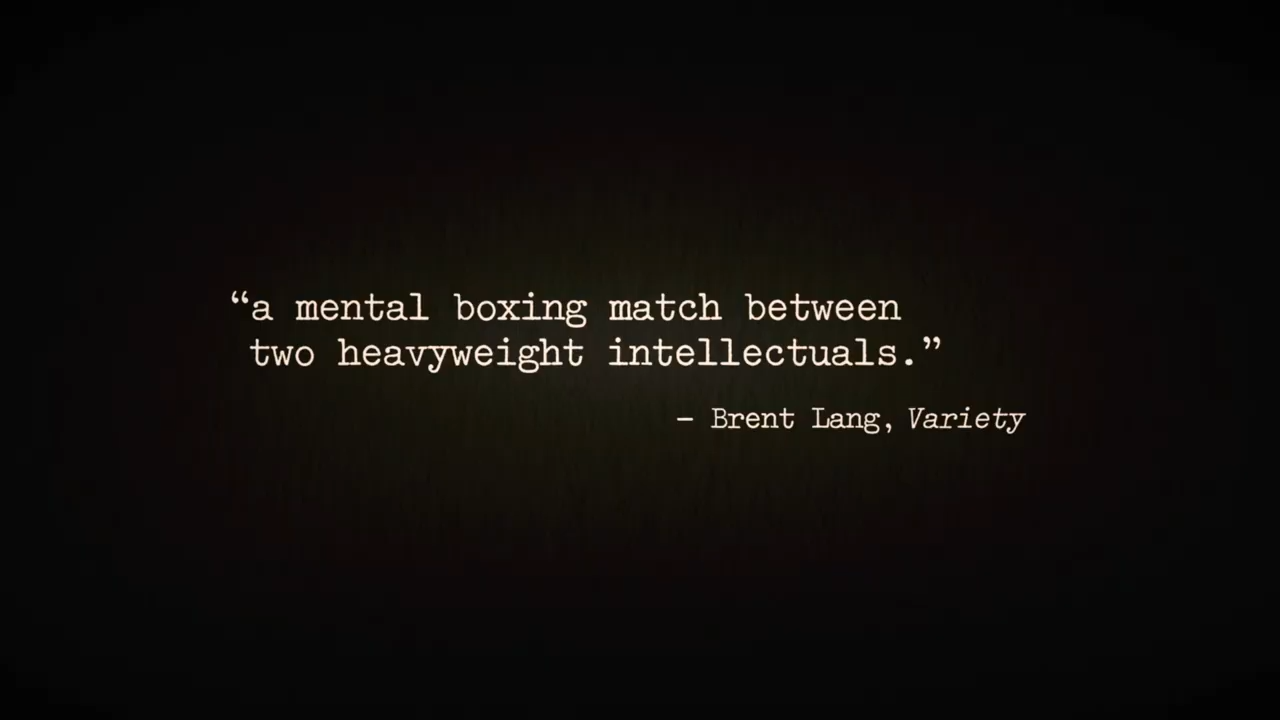 “a mental boxing match between
two heavyweight intellectuals.”
– Brent Lang, Variety